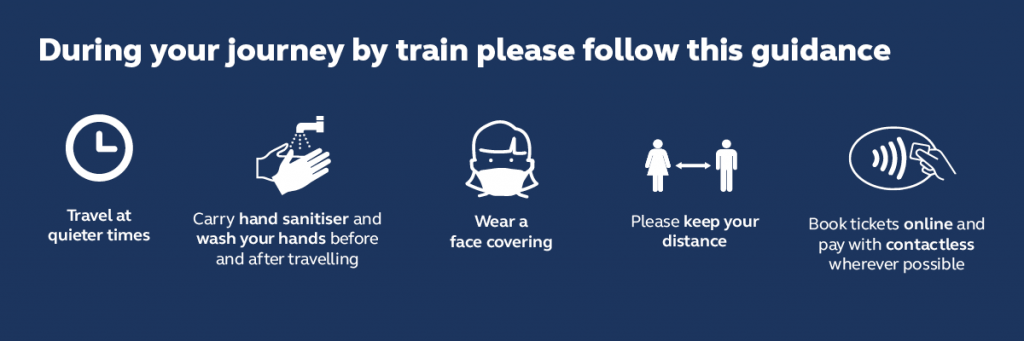 During your journey by train please follow this guidance
Travel at
quieter times
Carry hand sanitiser and
wash your hands before
and after travelling
Wear a
face covering
Please keep your
distance
Book tickets online and
pay with contactless
wherever possible